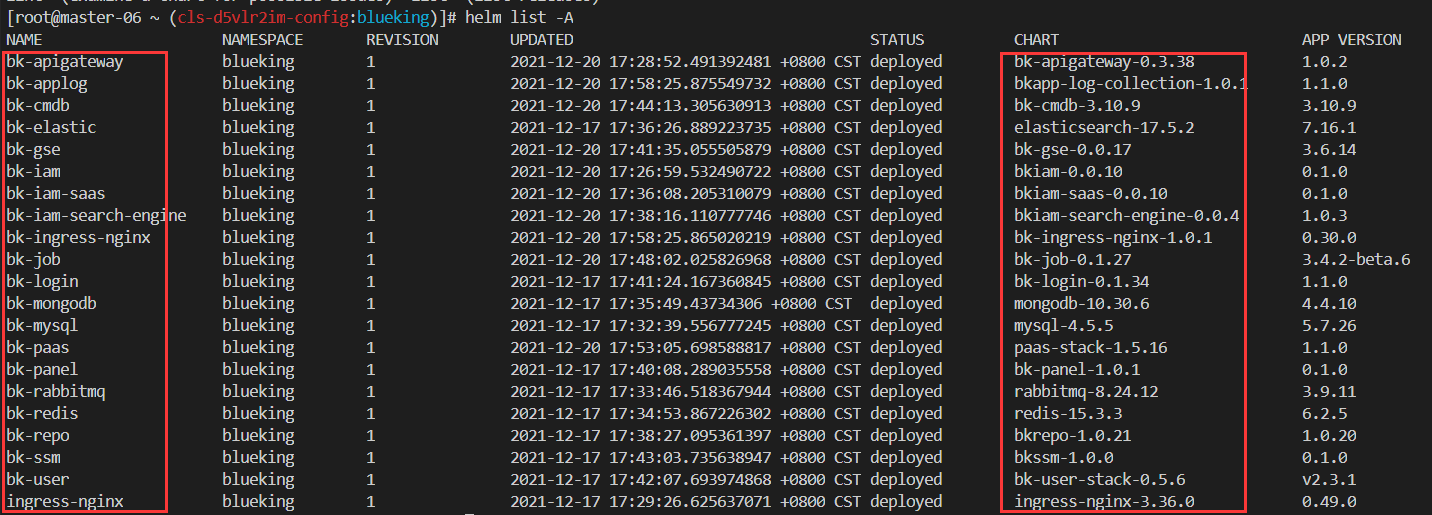 [root@master-06 ~ (cls-d5vlr2im-config:blueking)]# helm list -A
NAME NAMESPACE REVISION UPDATED STATUS CHART APP VERSION
bk-apigateway blueking 1 2021-12-20 17:28:52.491392481 +0800 CST deployed bk-apigateway-0.3.38 1.0.2
bk-applog blueking 1 2021-12-20 17:58:25.875549732 +0800 CST deployed bkapp-log-collection-1.0.1 1.1.0
bk-cmdb blueking 1 2021-12-20 17:44:13.305630913 +0800 CST deployed bk-cmdb-3.10.9 3.10.9
bk-elastic blueking 1 2021-12-17 17:36:26.889223735 +0800 CST deployed elasticsearch-17.5.2 7.16.1
bk-gse blueking 1 2021-12-20 17:41:35.055505879 +0800 CST deployed bk-gse-0.0.17 3.6.14
bk-iam blueking 1 2021-12-20 17:26:59.532490722 +0800 CST deployed bkiam-0.0.10 0.1.0
bk-iam-saas blueking 1 2021-12-20 17:36:08.205310079 +0800 CST deployed bkiam-saas-0.0.10 0.1.0
bk-iam-search-engine blueking 1 2021-12-20 17:38:16.110777746 +0800 CST deployed bkiam-search-engine-0.0.4 1.0.3
bk-ingress-nginx blueking 1 2021-12-20 17:58:25.865020219 +0800 CST deployed bk-ingress-nginx-1.0.1 0.30.0
bk-job blueking 1 2021-12-20 17:48:02.025826968 +0800 CST deployed bk-job-0.1.27 3.4.2-beta.6
bk-login blueking 1 2021-12-17 17:41:24.167360845 +0800 CST deployed bk-login-0.1.34 1.1.0
bk-mongodb blueking 1 2021-12-17 17:35:49.43734306 +0800 CST deployed mongodb-10.30.6 4.4.10
bk-mysql blueking 1 2021-12-17 17:32:39.556777245 +0800 CST deployed mysql-4.5.5 5.7.26
bk-paas blueking 1 2021-12-20 17:53:05.698588817 +0800 CST deployed paas-stack-1.5.16 1.1.0
bk-panel blueking 1 2021-12-17 17:40:08.289035558 +0800 CST deployed bk-panel-1.0.1 0.1.0
bk-rabbitmq blueking 1 2021-12-17 17:33:46.518367944 +0800 CST deployed rabbitmq-8.24.12 3.9.11
bk-redis blueking 1 2021-12-17 17:34:53.867226302 +0800 CST deployed redis-15.3.3 6.2.5
bk-repo blueking 1 2021-12-17 17:38:27.095361397 +0800 CST deployed bkrepo-1.0.21 1.0.20
bk-ssm blueking 1 2021-12-17 17:43:03.735638947 +0800 CST deployed bkssm-1.0.0 0.1.0
bk-user blueking 1 2021-12-17 17:42:07.693974868 +0800 CST deployed bk-user-stack-0.5.6 v2.3.1
ingress-nginx blueking 1 2021-12-17 17:29:26.625637071 +0800 CST deployed ingress-nginx-3.36.0 0.49.0